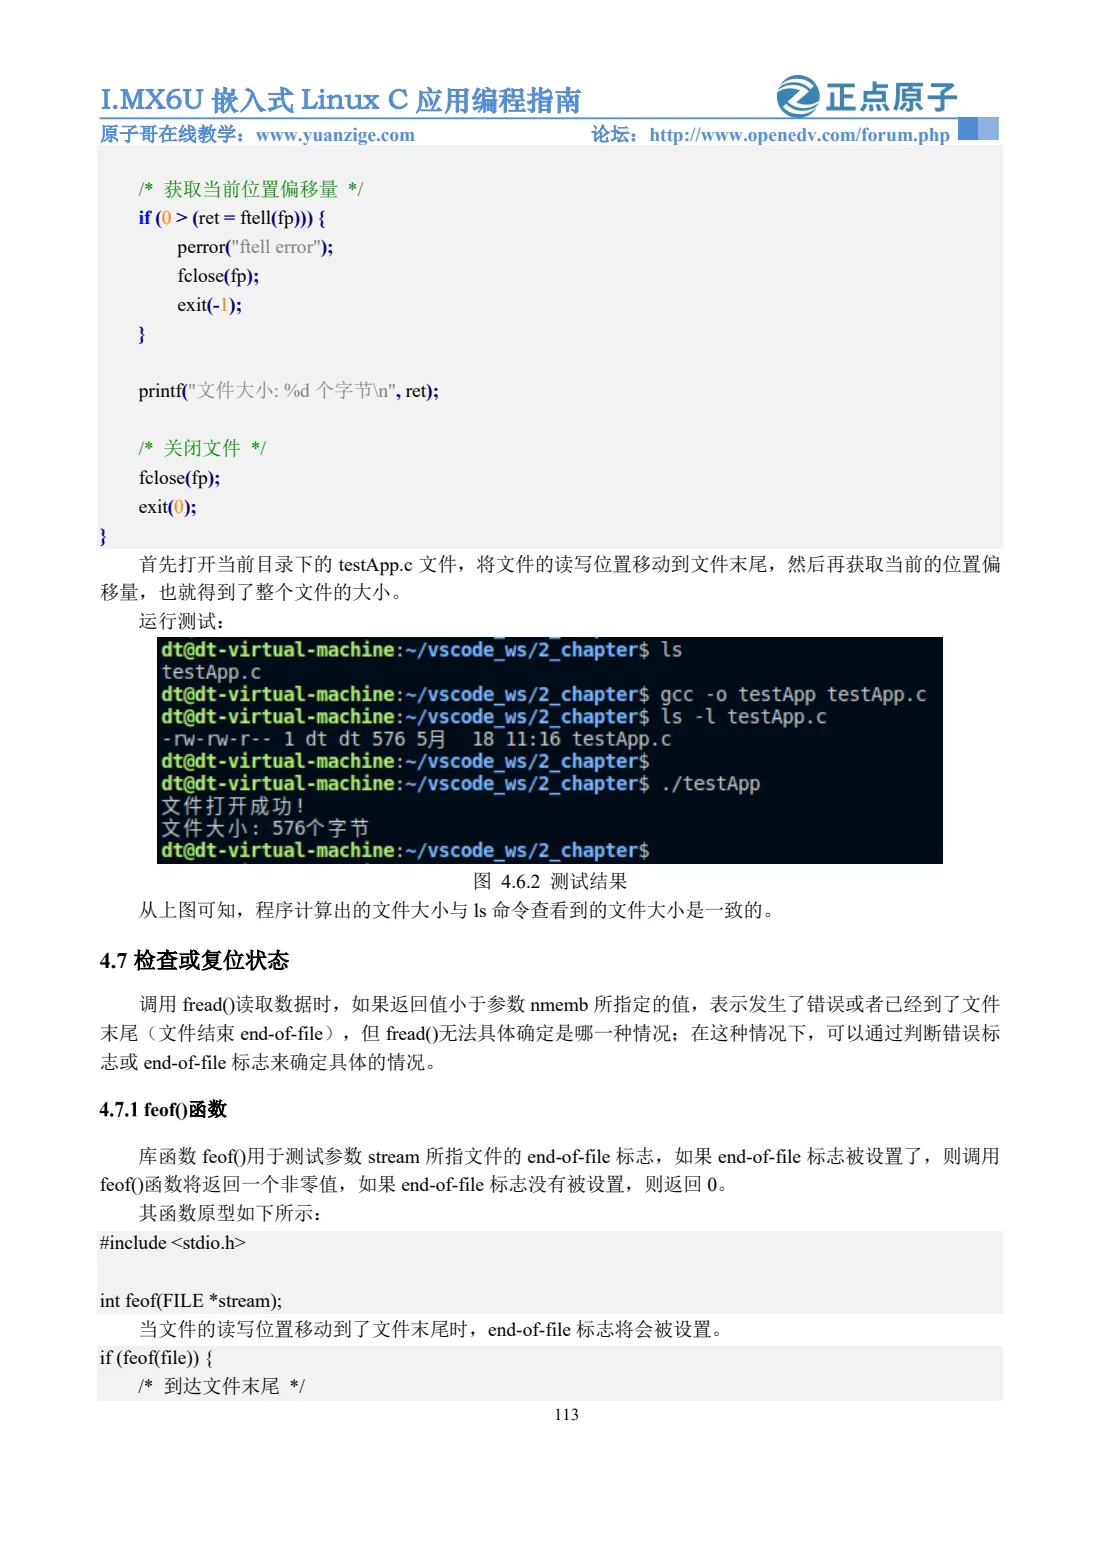 I.MX6U 嵌入式 Linux C 应用编程指南
正点原子
原子哥在线教学：www.yuanzige.com 论坛：http://www.openedv.com/forum.php
/* 获取当前位置偏移量 */
if (0 > (ret = ftell(fp))) {
perror("ftell error");
fclose(fp);
exit(-1);
}
printf("文件大小: %d 个字节\n", ret);
/* 关闭文件 */
fclose(fp);
exit(0);
}
首先打开当前目录下的 testApp.c 文件，将文件的读写位置移动到文件末尾，然后再获取当前的位置偏
移量，也就得到了整个文件的大小。
运行测试：
dt@dt-virtual-machine:~/vscode_ws/2_chapter$ ls
testApp.c
dt@dt-virtual-machine:~/vscode_ws/2_chapter$ gcc -o testApp testApp.c
dt@dt-virtual-machine:~/vscode_ws/2_chapter$ ls -l testApp.c
-rw-rw-r-- 1 dt dt 576 5月  18 11:16 testApp.c
dt@dt-virtual-machine:~/vscode_ws/2_chapter$
dt@dt-virtual-machine:~/vscode_ws/2_chapter$ ./testApp
文件打开成功!
文件大小: 576个字节
dt@dt-virtual-machine:~/vscode_ws/2_chapter$
图 4.6.2 测试结果
从上图可知，程序计算出的文件大小与 ls 命令查看到的文件大小是一致的。
4.7 检查或复位状态
调用 fread()读取数据时，如果返回值小于参数 nmemb 所指定的值，表示发生了错误或者已经到了文件
末尾（文件结束 end-of-file），但 fread()无法具体确定是哪一种情况；在这种情况下，可以通过判断错误标
志或 end-of-file 标志来确定具体的情况。
4.7.1 feof()函数
库函数 feof()用于测试参数 stream 所指文件的 end-of-file 标志，如果 end-of-file 标志被设置了，则调用
feof()函数将返回一个非零值，如果 end-of-file 标志没有被设置，则返回 0。
其函数原型如下所示：
#include <stdio.h>
int feof(FILE *stream);
当文件的读写位置移动到了文件末尾时，end-of-file 标志将会被设置。
if (feof(file)) {
/* 到达文件末尾 */
113